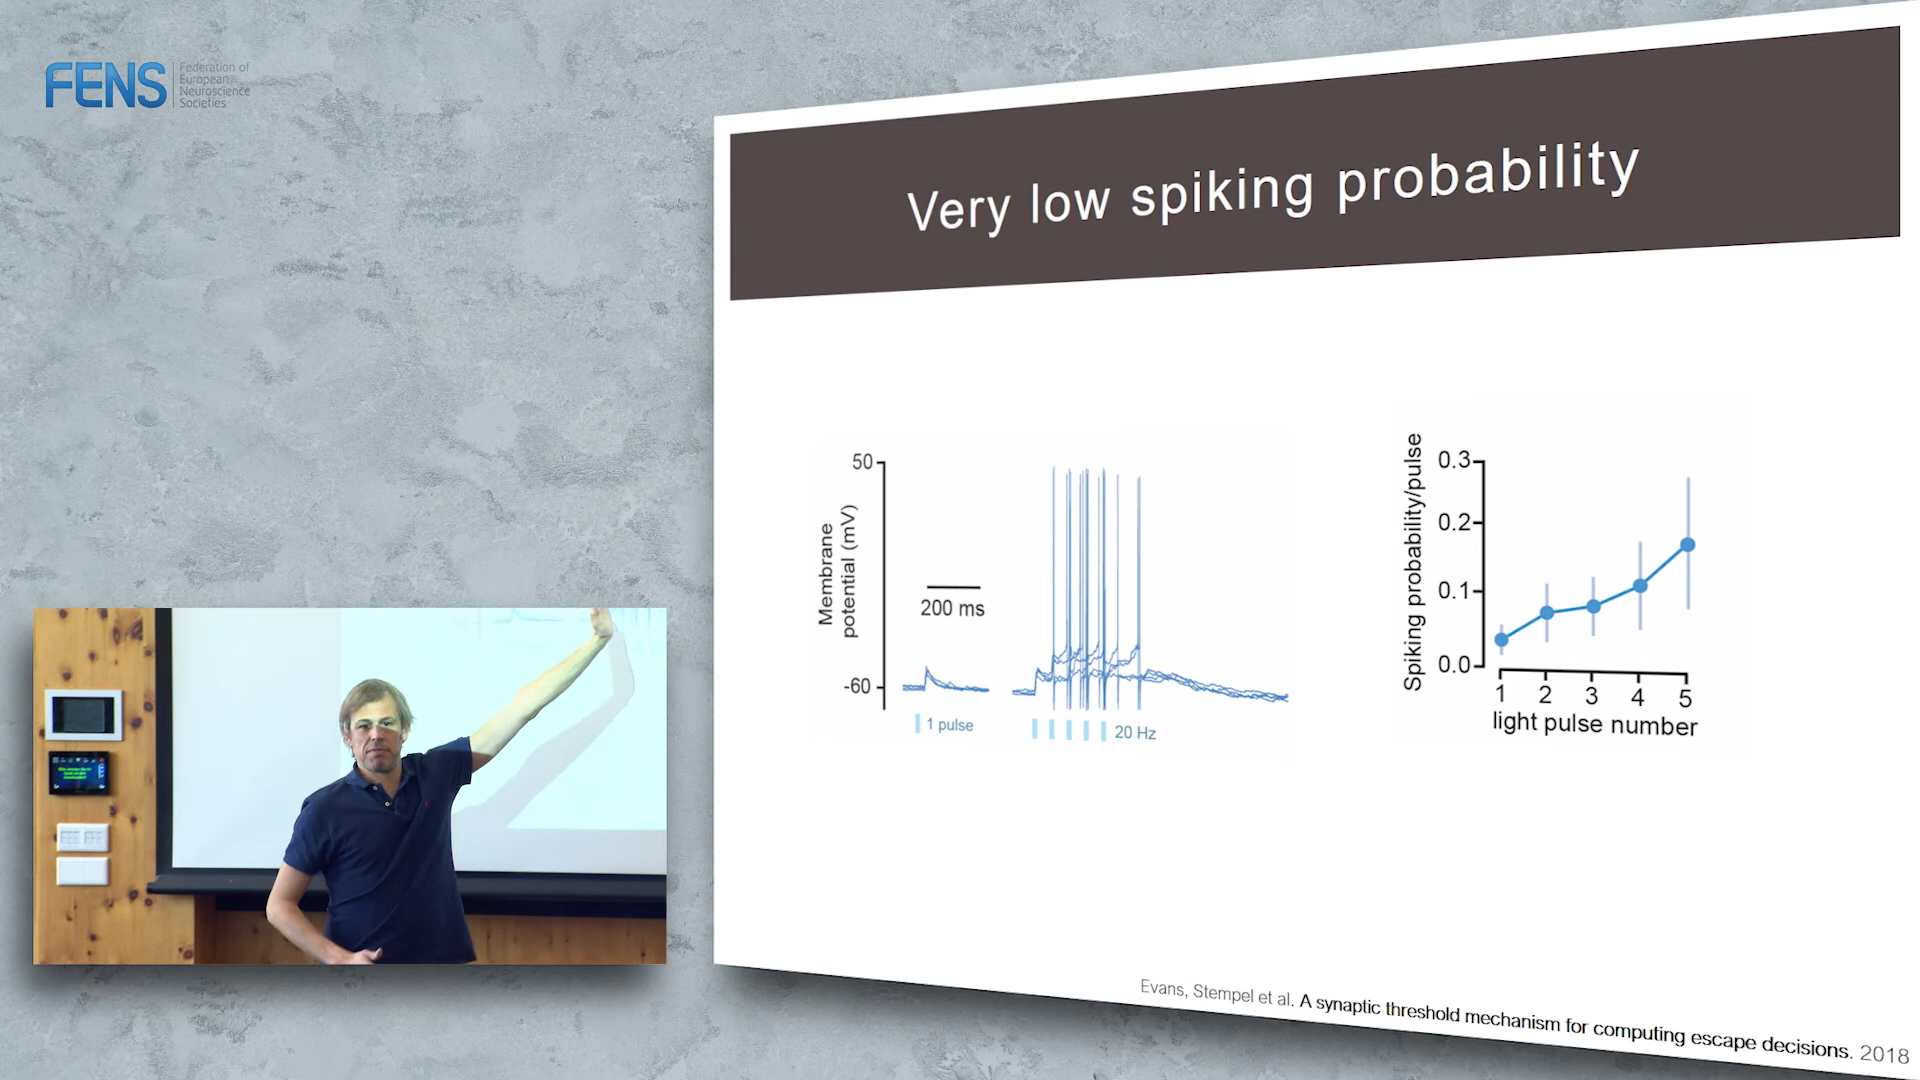 FENS
Federation of
European
Neuroscience
Societies
Very low spiking probability
50
Membrane
potential (mV)
200 ms
-60
1 pulse
20 Hz
Spiking probability/pulse
0.3
0.2
0.1
0.0
1 2 3 4 5
light pulse number
Evans, Stempel et al. A synaptic threshold mechanism for computing escape decisions. 2018